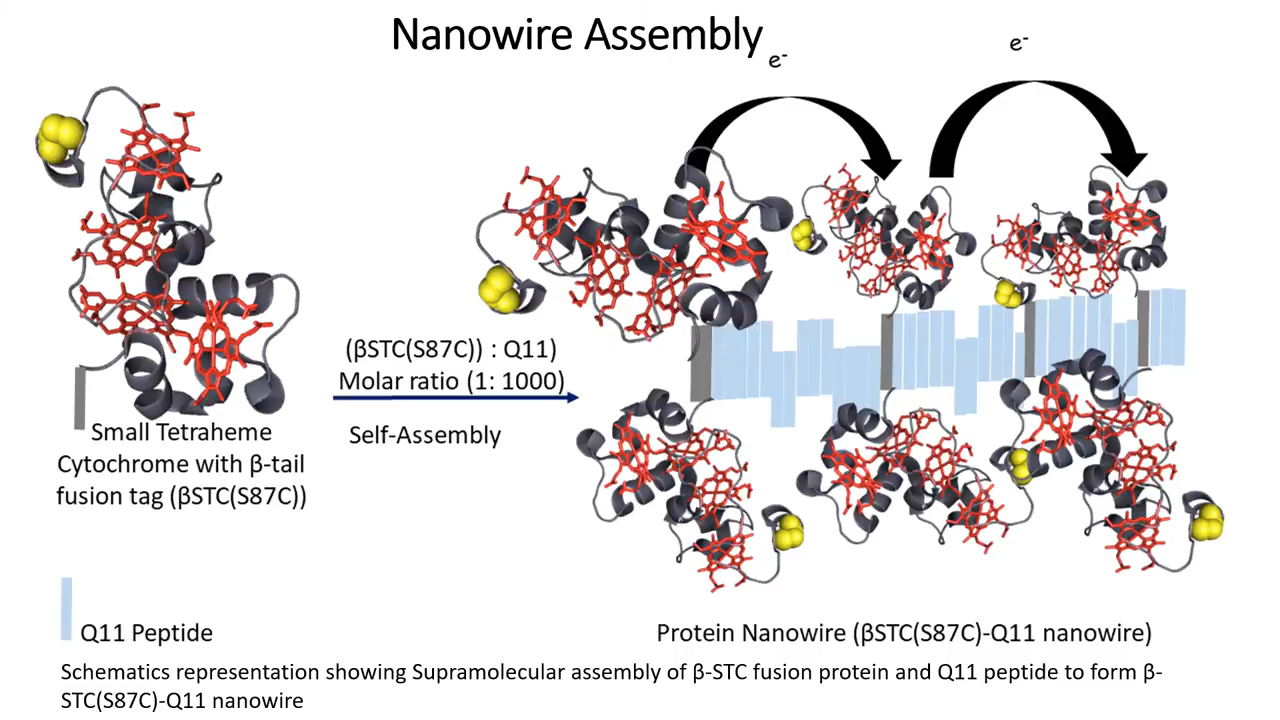 Nanowire Assembly
e-
e-
(βSTC(S87C)) : Q11)
Molar ratio (1: 1000)
Self-Assembly
Small Tetraheme
Cytochrome with β-tail
fusion tag (βSTC(S87C))
Q11 Peptide
Protein Nanowire (βSTC(S87C)-Q11 nanowire)
Schematics representation showing Supramolecular assembly of β-STC fusion protein and Q11 peptide to form β-
STC(S87C)-Q11 nanowire